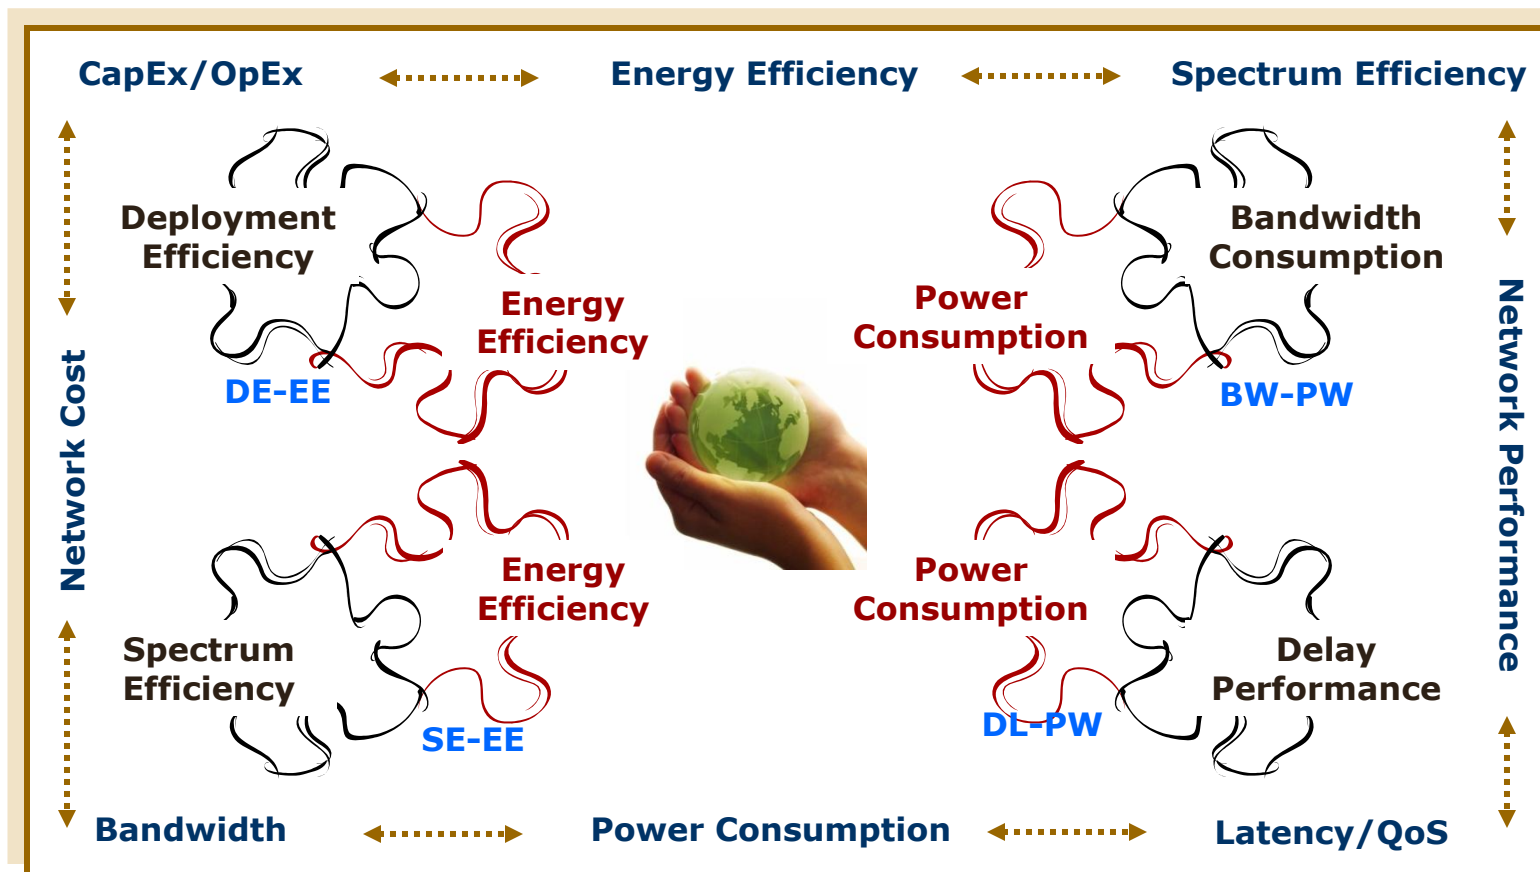 CapEx/OpEx
Energy Efficiency
Spectrum Efficiency
Deployment
Efficiency
Energy
Efficiency
DE-EE
Power
Consumption
Bandwidth
Consumption
BW-PW
Network Cost
Network Performance
Energy
Efficiency
Spectrum
Efficiency
SE-EE
Power
Consumption
Delay
Performance
DL-PW
Bandwidth
Power Consumption
Latency/QoS